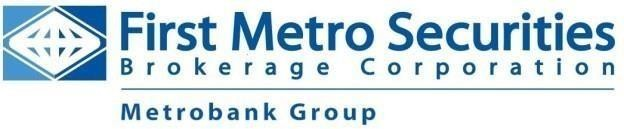 First Metro Securities
Brokerage Corporation
Metrobank Group